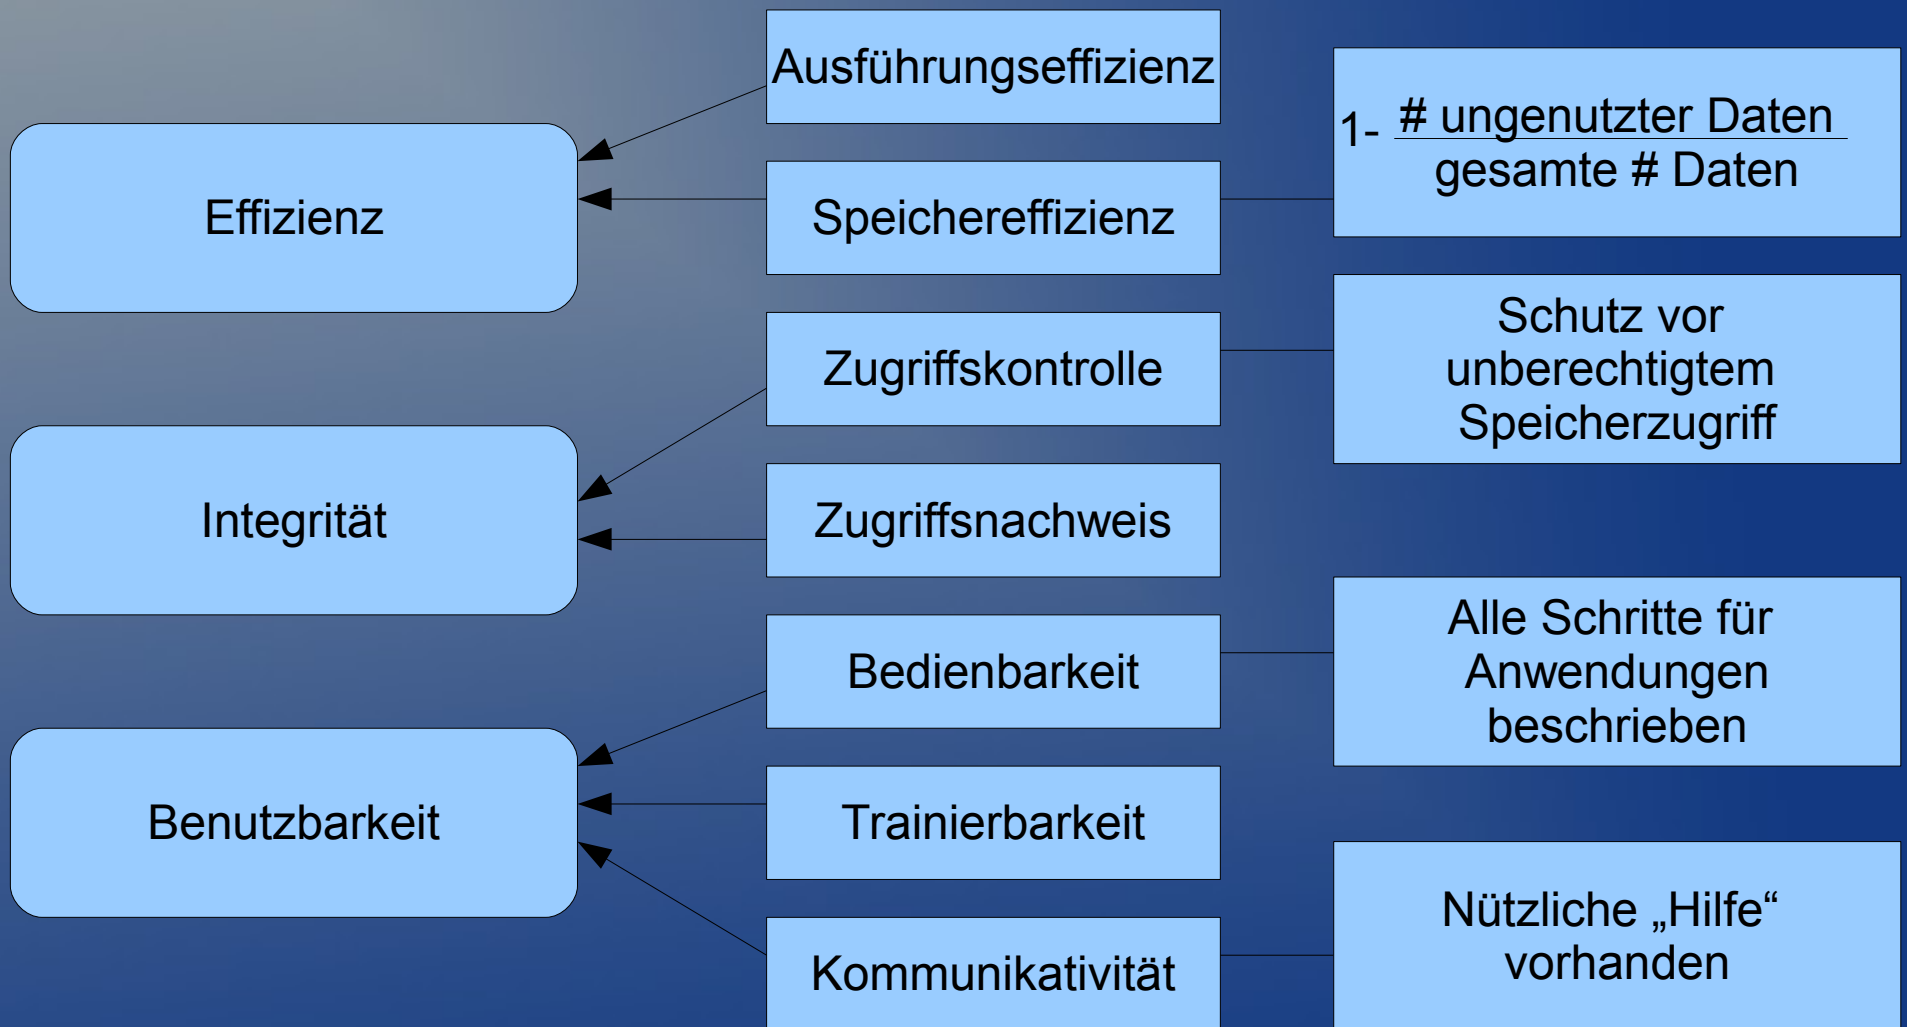 Effizienz
Integrität
Benutzbarkeit
Ausführungseffizienz
Speichereffizienz
Zugriffskontrolle
Zugriffsnachweis
Bedienbarkeit
Trainierbarkeit
Kommunikativität
1- # ungenutzter Daten
gesamte # Daten
Schutz vor
unberechtigtem
Speicherzugriff
Alle Schritte für
Anwendungen
beschrieben
Nützliche „Hilfe“
vorhanden